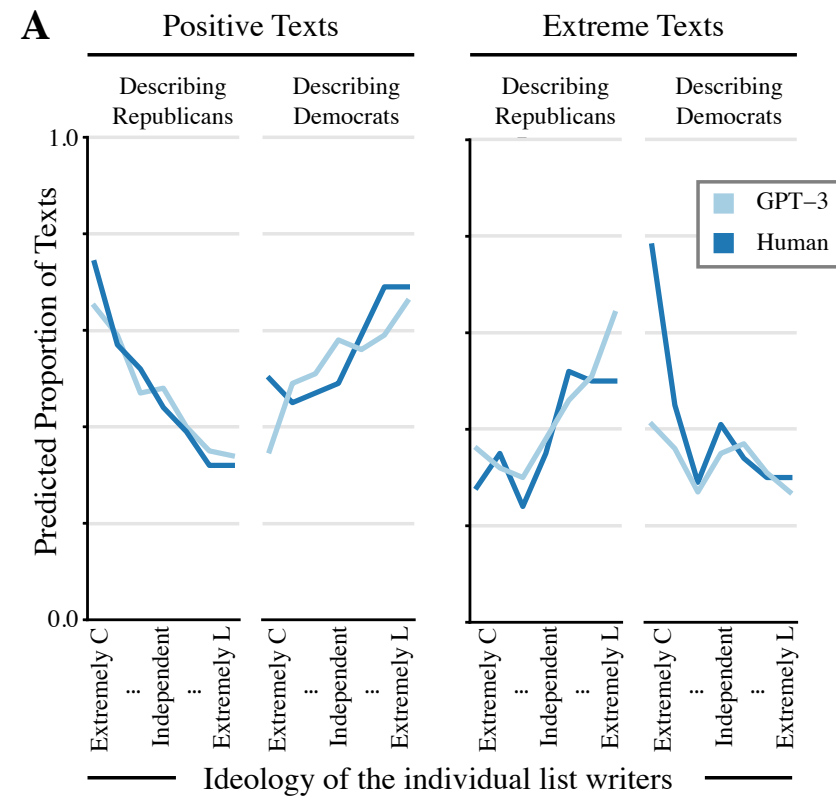 A
Positive Texts
Extreme Texts
Describing
Republicans
Describing
Democrats
Describing
Republicans
Describing
Democrats
1.0
0.0
Predicted Proportion of Texts
GPT–3
Human
Extremely C
...
Independent
...
Extremely L
Extremely C
...
Independent
...
Extremely L
Extremely C
...
Independent
...
Extremely L
Extremely C
...
Independent
...
Extremely L
Ideology of the individual list writers